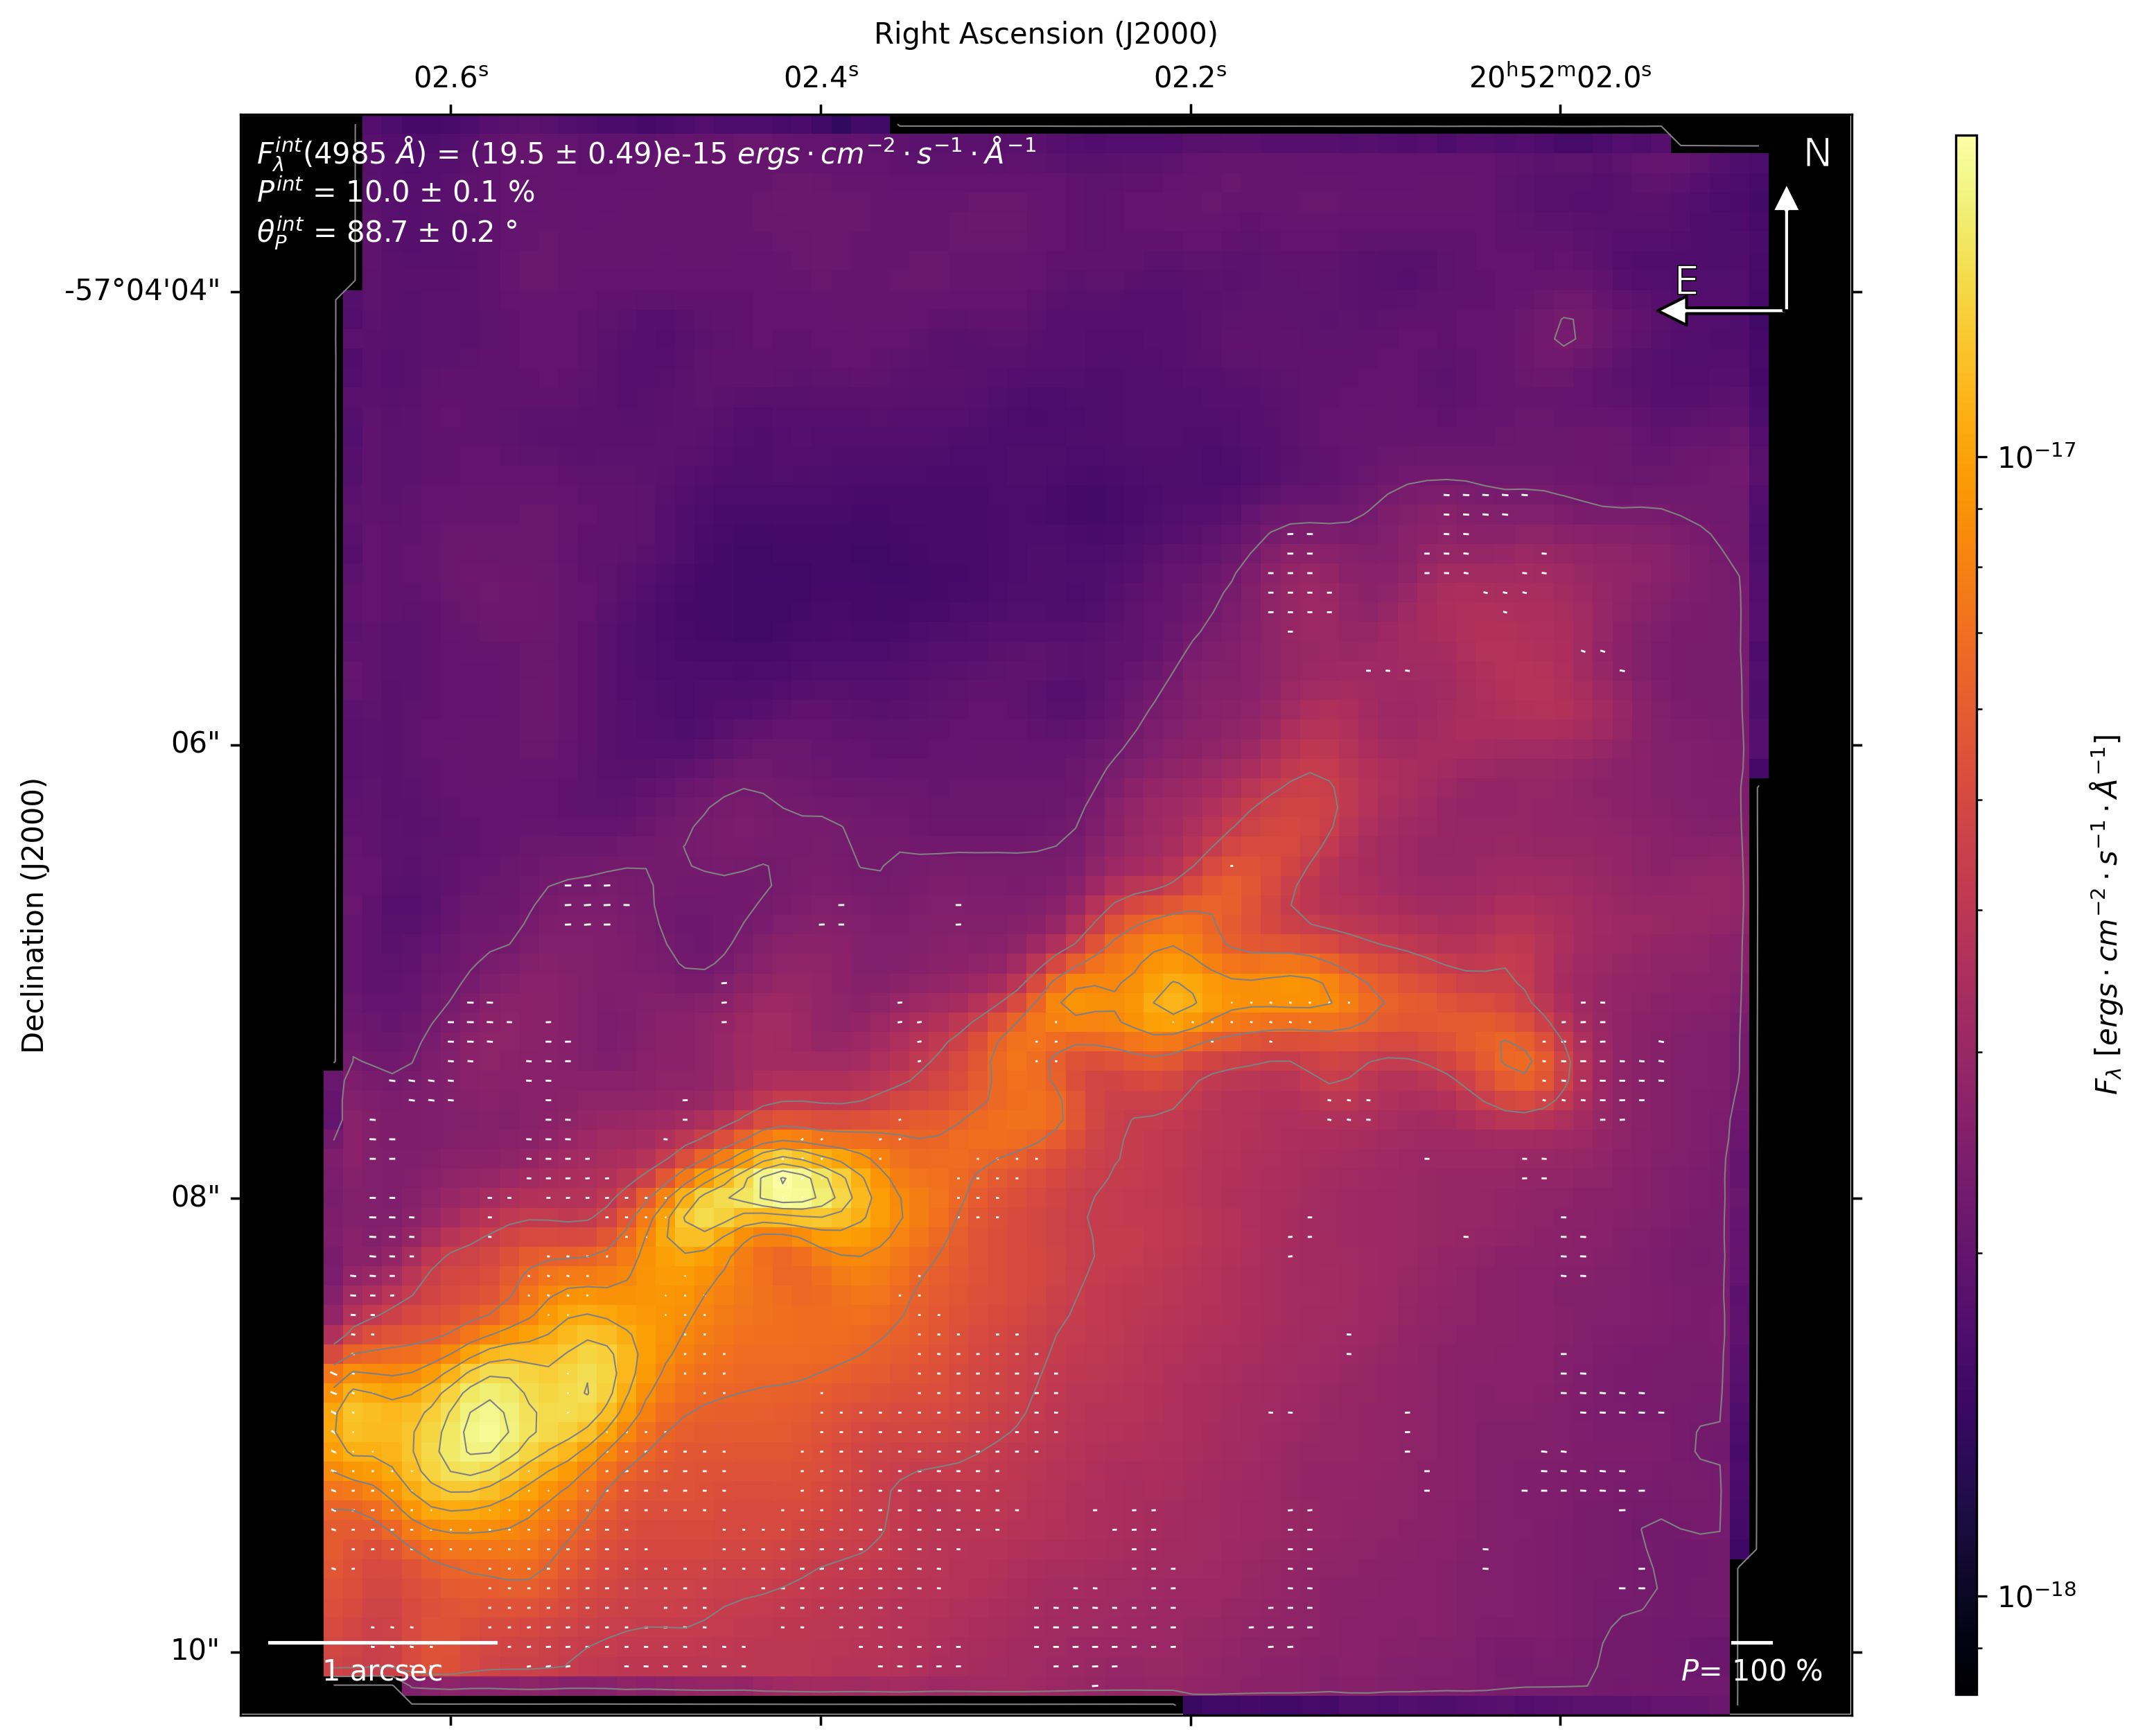 Right Ascension (J2000)
02.6ˢ 02.4ˢ 02.2ˢ 20ʰ52ᵐ02.0ˢ
F_λ^int(4985 Å) = (19.5 ± 0.49)e-15 ergs · cm⁻² · s⁻¹ · Å⁻¹
P^int = 10.0 ± 0.1 %
θ_P^int = 88.7 ± 0.2 °
N
E
-57°04'04"
06"
08"
10"
Declination (J2000)
1 arcsec
P= 100 %
10⁻¹⁷
10⁻¹⁸
F_λ [ergs · cm⁻² · s⁻¹ · Å⁻¹]